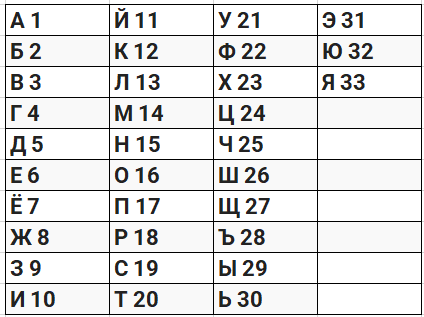 А 1 Й 11 У 21 Э 31
Б 2 К 12 Ф 22 Ю 32
В 3 Л 13 Х 23 Я 33
Г 4 М 14 Ц 24
Д 5 Н 15 Ч 25
Е 6 О 16 Ш 26
Ё 7 П 17 Щ 27
Ж 8 Р 18 Ъ 28
З 9 С 19 Ы 29
И 10 Т 20 Ь 30